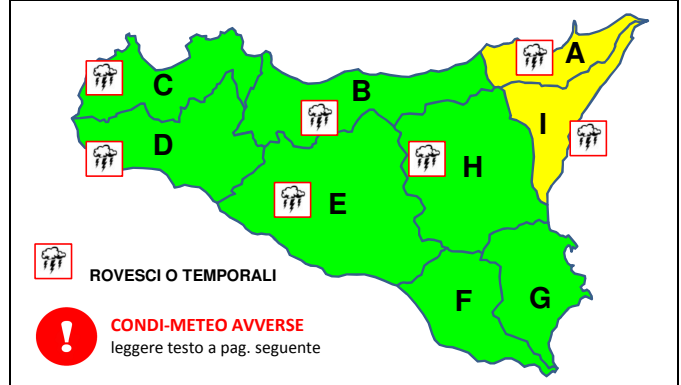 A
C
B
I
D
H
E
F
G
ROVESCI O TEMPORALI
!
CONDI-METEO AVVERSE
leggere testo a pag. seguente